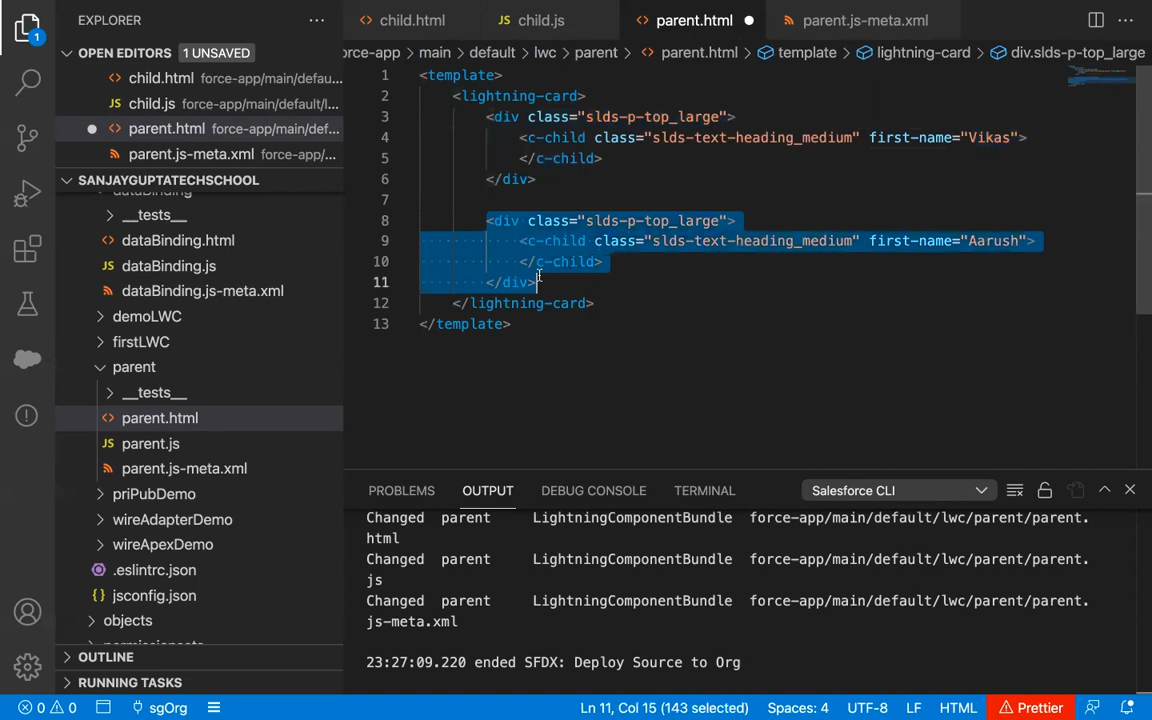 EXPLORER
OPEN EDITORS 1 UNSAVED
child.html force-app/main/defau...
child.js force-app/main/default/l...
parent.html force-app/main/def...
parent.js-meta.xml force-app/...
SANJAYGUPTATECHSCHOOL
__tests__
dataBinding.html
dataBinding.js
dataBinding.js-meta.xml
demoLWC
firstLWC
parent
__tests__
parent.html
parent.js
parent.js-meta.xml
priPubDemo
wireAdapterDemo
wireApexDemo
.eslintrc.json
jsconfig.json
objects
OUTLINE
RUNNING TASKS
1
child.html child.js parent.html parent.js-meta.xml
orce-app main default lwc parent parent.html template lightning-card div.slds-p-top_large
1 <template>
2 <lightning-card>
3 <div class="slds-p-top_large">
4 <c-child class="slds-text-heading_medium" first-name="Vikas">
5 </c-child>
6 </div>
7
8 <div class="slds-p-top_large">
9 <c-child class="slds-text-heading_medium" first-name="Aarush">
10 </c-child>
11 </div>
12 </lightning-card>
13 </template>
PROBLEMS OUTPUT DEBUG CONSOLE TERMINAL Salesforce CLI
Changed parent LightningComponentBundle force-app/main/default/lwc/parent/parent.
html
Changed parent LightningComponentBundle force-app/main/default/lwc/parent/parent.
js
Changed parent LightningComponentBundle force-app/main/default/lwc/parent/parent.
js-meta.xml
23:27:09.220 ended SFDX: Deploy Source to Org
0 0 sgOrg Ln 11, Col 15 (143 selected) Spaces: 4 UTF-8 LF HTML Prettier